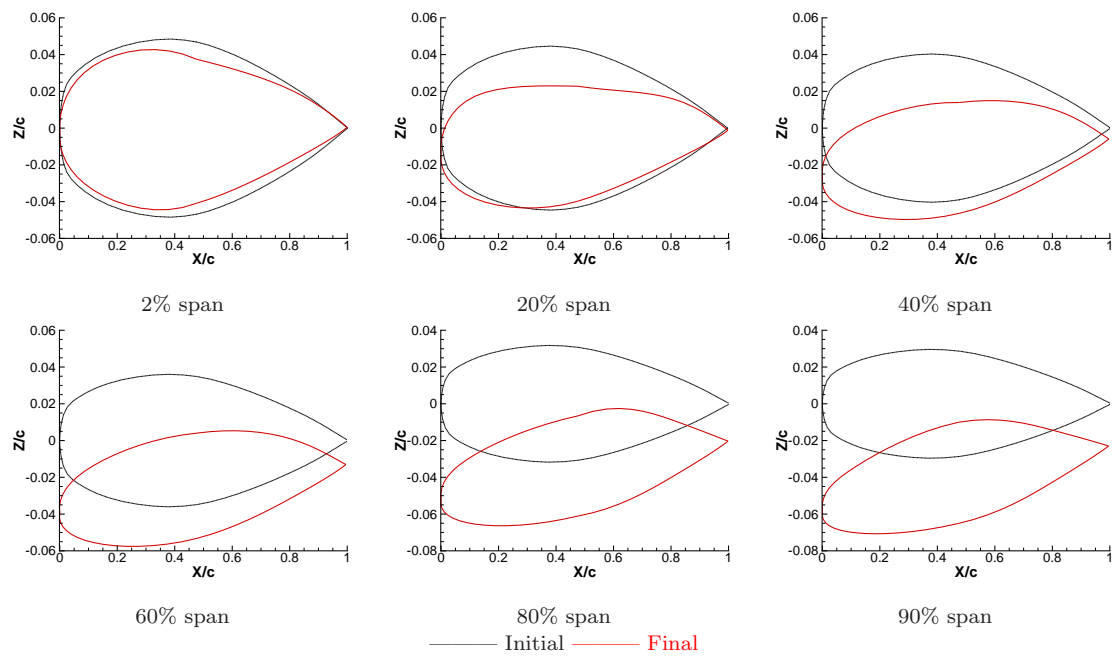 0.06 0.06 0.06
0.04 0.04 0.04
0.02 0.02 0.02
Z/c 0 Z/c 0 Z/c 0
-0.02 -0.02 -0.02
-0.04 -0.04 -0.04
-0.06 -0.06 -0.06
0 0.2 0.4 0.6 0.8 1 0 0.2 0.4 0.6 0.8 1 0 0.2 0.4 0.6 0.8 1
X/c X/c X/c
2% span 20% span 40% span
0.06 0.04 0.04
0.04 0.02 0.02
0.02 0 0
Z/c 0 Z/c -0.02 Z/c -0.02
-0.02 -0.04 -0.04
-0.04 -0.06 -0.06
-0.06 -0.08 -0.08
0 0.2 0.4 0.6 0.8 1 0 0.2 0.4 0.6 0.8 1 0 0.2 0.4 0.6 0.8 1
X/c X/c X/c
60% span 80% span 90% span
Initial Final